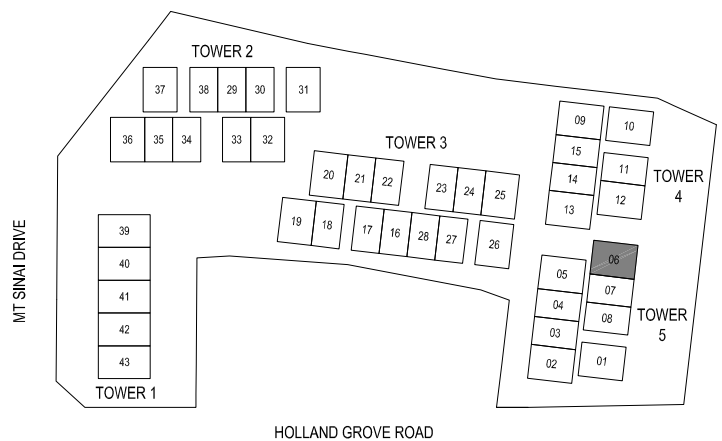 TOWER 2
37 38 29 30 31
36 35 34 33 32
TOWER 3
20 21 22 23 24 25
19 18 17 16 28 27 26
09 10
15
11
14
12
13
TOWER
4
06
05
07
04
08
03
02 01
TOWER
5
39
40
41
42
43
TOWER 1
MT SINAI DRIVE
HOLLAND GROVE ROAD